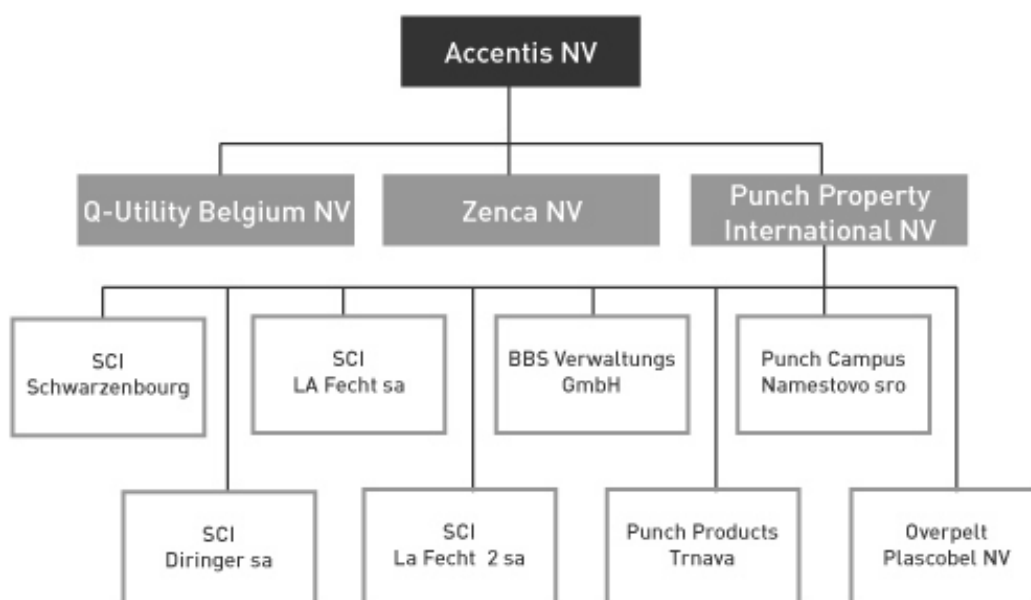 Accentis NV
Q-Utility Belgium NV
Zenca NV
Punch Property
International NV
SCI
Schwarzenbourg
SCI
LA Fecht sa
BBS Verwaltungs
GmbH
Punch Campus
Namestovo sro
SCI
Diringer sa
SCI
La Fecht 2 sa
Punch Products
Trnava
Overpelt
Plascobel NV